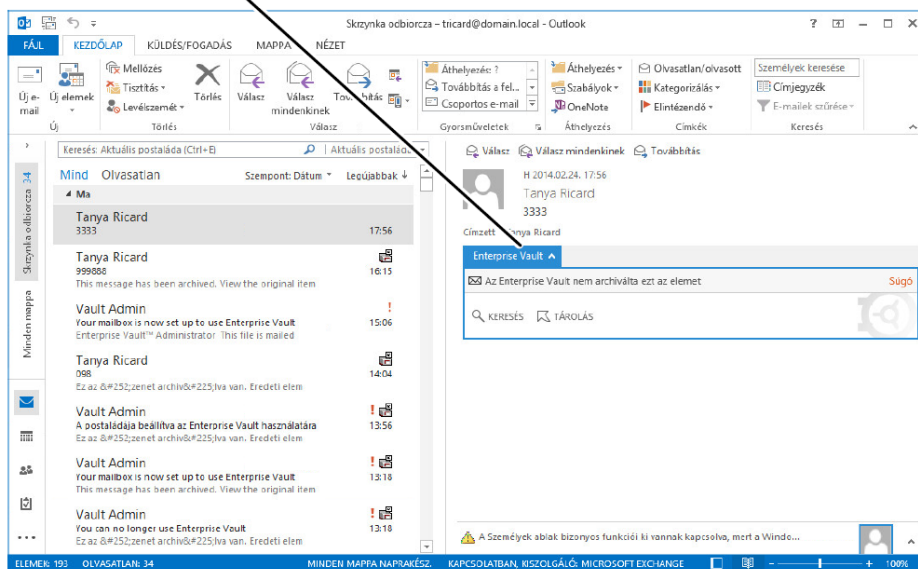 Skrzynka odbiorcza – tricard@domain.local - Outlook
FÁJL KEZDŐLAP KÜLDÉS/FOGADÁS MAPPA NÉZET
Új e-mail
Új elemek
Mellőzés
Tisztítás
Levélszemét
Törlés
Válasz
Válasz mindenkinek
Áthelyezés: ?
Továbbítás a fel...
Csoportos e-mail
Áthelyezés
Szabályok
OneNote
Olvasatlan/olvasott
Kategorizálás
Elintézendő
Személyek keresése
Címjegyzék
E-mailek szűrése
Új Törlés Válasz Gyorsműveletek Áthelyezés Címkék Keresés
Keresés: Aktuális postaláda (Ctrl+E) Aktuális postaláda
Mind Olvasatlan Szempont: Dátum Legújabbak
Ma
Tanya Ricard
3333 17:56
Tanya Ricard
999888 16:15
This message has been archived. View the original item
Vault Admin !
Your mailbox is now set up to use Enterprise Vault 15:06
Enterprise Vault™ Administrator This file is mailed
Tanya Ricard
098 14:04
Ez az &#252;zenet archiv&#225;lva van. Eredeti elem
Vault Admin !
A postaládája beállítva az Enterprise Vault használatára 13:56
Ez az &#252;zenet archiv&#225;lva van. Eredeti elem
Vault Admin !
Your mailbox is now set up to use Enterprise Vault 13:18
This message has been archived. View the original item
Vault Admin !
You can no longer use Enterprise Vault 13:18
Ez az &#252;zenet archiv&#225;lva van. Eredeti elem
Skrzynka odbiorcza 34
Minden mappa
Válasz Válasz mindenkinek Továbbítás
H 2014.02.24. 17:56
Tanya Ricard
3333
Címzett Tanya Ricard
Enterprise Vault
Az Enterprise Vault nem archiválta ezt az elemet Súgó
KERESÉS TÁROLÁS
A Személyek ablak bizonyos funkciói ki vannak kapcsolva, mert a Windo...
ELEMEK: 193 OLVASATLAN: 34 MINDEN MAPPA NAPRAKÉSZ. KAPCSOLATBAN, KISZOLGÁLÓ: MICROSOFT EXCHANGE 100%